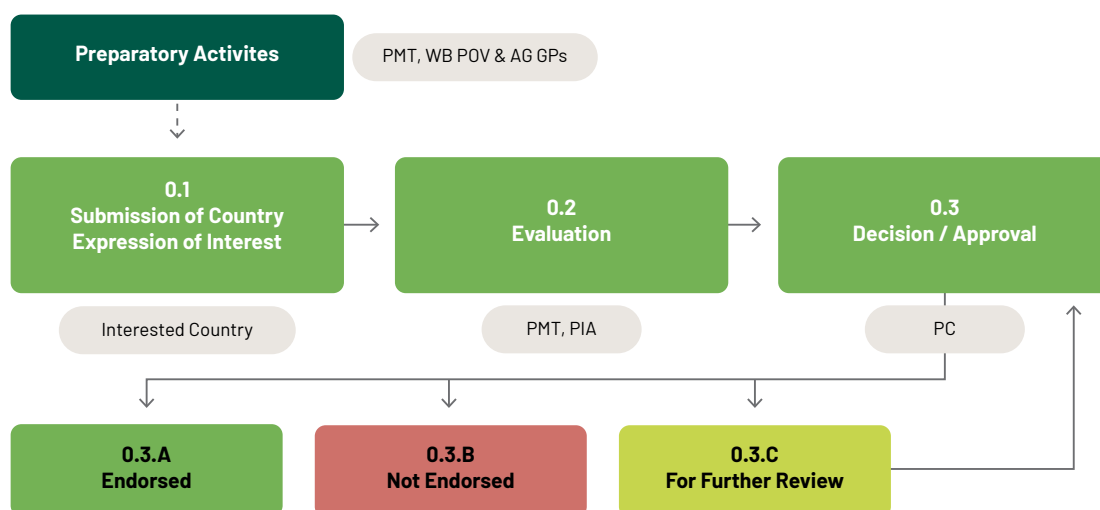 Preparatory Activites
PMT, WB POV & AG GPs
0.1
Submission of Country
Expression of Interest
0.2
Evaluation
0.3
Decision / Approval
Interested Country
PMT, PIA
PC
0.3.A
Endorsed
0.3.B
Not Endorsed
0.3.C
For Further Review